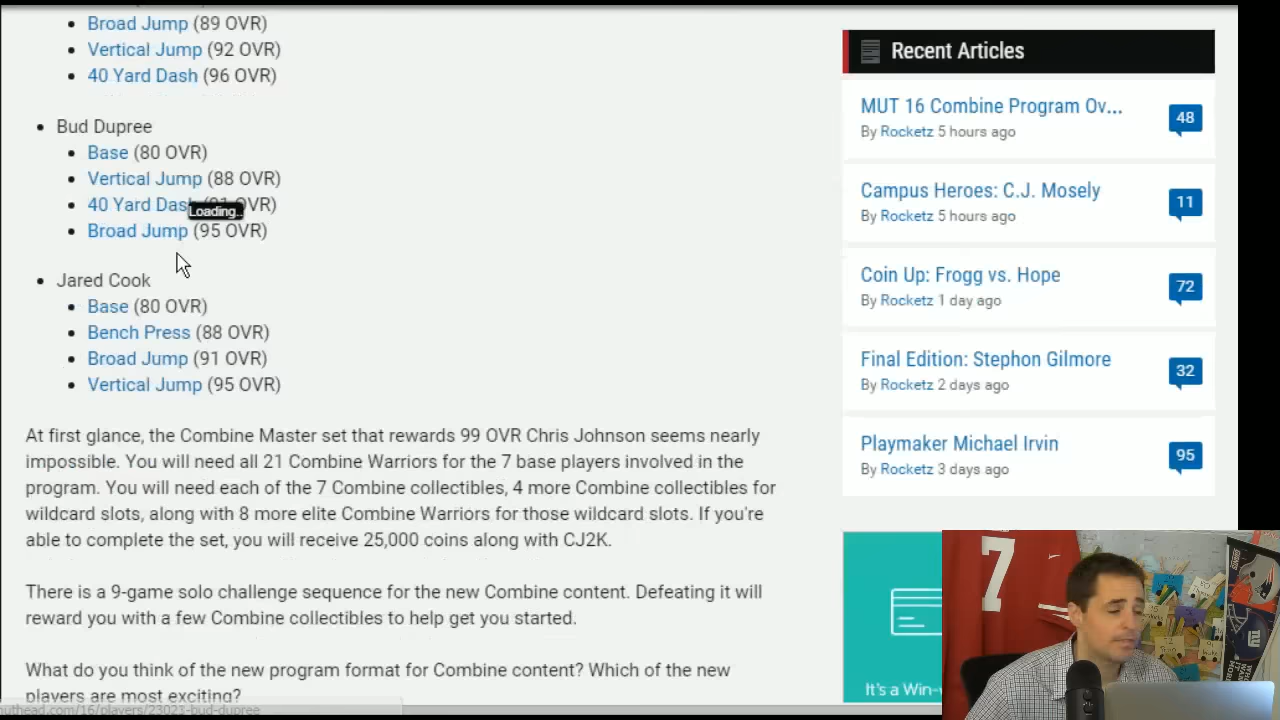 Broad Jump (89 OVR)
Vertical Jump (92 OVR)
40 Yard Dash (96 OVR)
Bud Dupree
Base (80 OVR)
Vertical Jump (88 OVR)
40 Yard Das OVR)
Loading..
Broad Jump (95 OVR)
Jared Cook
Base (80 OVR)
Bench Press (88 OVR)
Broad Jump (91 OVR)
Vertical Jump (95 OVR)
At first glance, the Combine Master set that rewards 99 OVR Chris Johnson seems nearly
impossible. You will need all 21 Combine Warriors for the 7 base players involved in the
program. You will need each of the 7 Combine collectibles, 4 more Combine collectibles for
wildcard slots, along with 8 more elite Combine Warriors for those wildcard slots. If you're
able to complete the set, you will receive 25,000 coins along with CJ2K.
There is a 9-game solo challenge sequence for the new Combine content. Defeating it will
reward you with a few Combine collectibles to help get you started.
What do you think of the new program format for Combine content? Which of the new
players are most exciting?
muthead.com/16/players/23021-bud-dupree
Recent Articles
MUT 16 Combine Program Ov...
48
By Rocketz 5 hours ago
Campus Heroes: C.J. Mosely
11
By Rocketz 5 hours ago
Coin Up: Frogg vs. Hope
72
By Rocketz 1 day ago
Final Edition: Stephon Gilmore
32
By Rocketz 2 days ago
Playmaker Michael Irvin
95
By Rocketz 3 days ago
It's a Win-
7